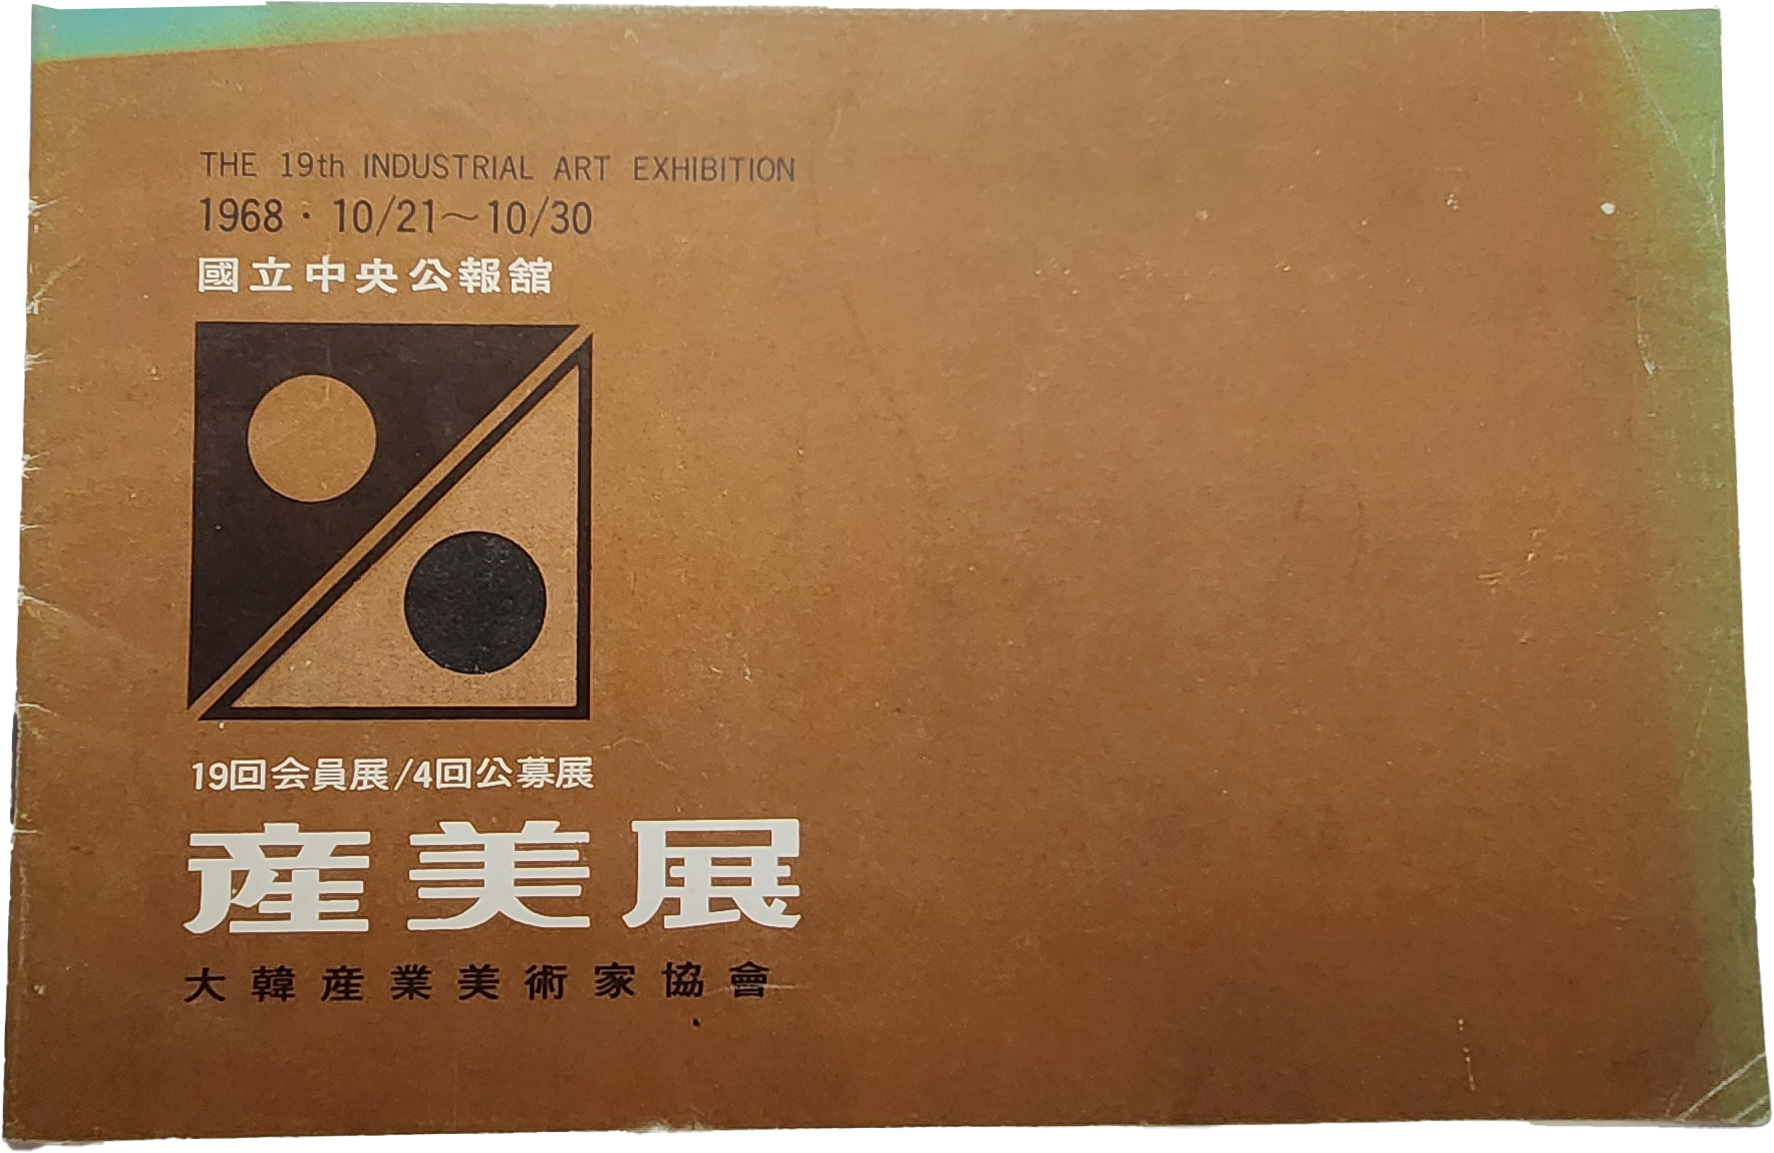 THE 19th INDUSTRIAL ART EXHIBITION
1968・10/21～10/30
國立中央公報舘
19回会員展/4回公募展
産美展
大韓産業美術家協會